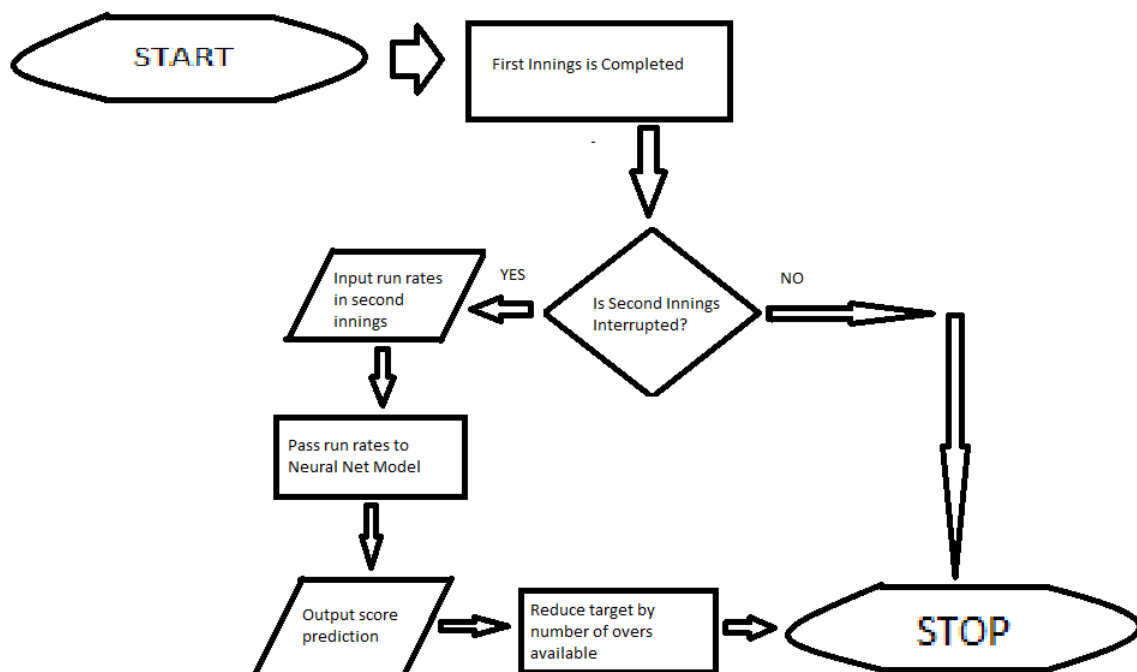 START
First Innings is Completed
-
Is Second Innings
Interrupted?
YES
NO
Input run rates
in second
innings
Pass run rates to
Neural Net Model
Output score
prediction
Reduce target by
number of overs
available
STOP